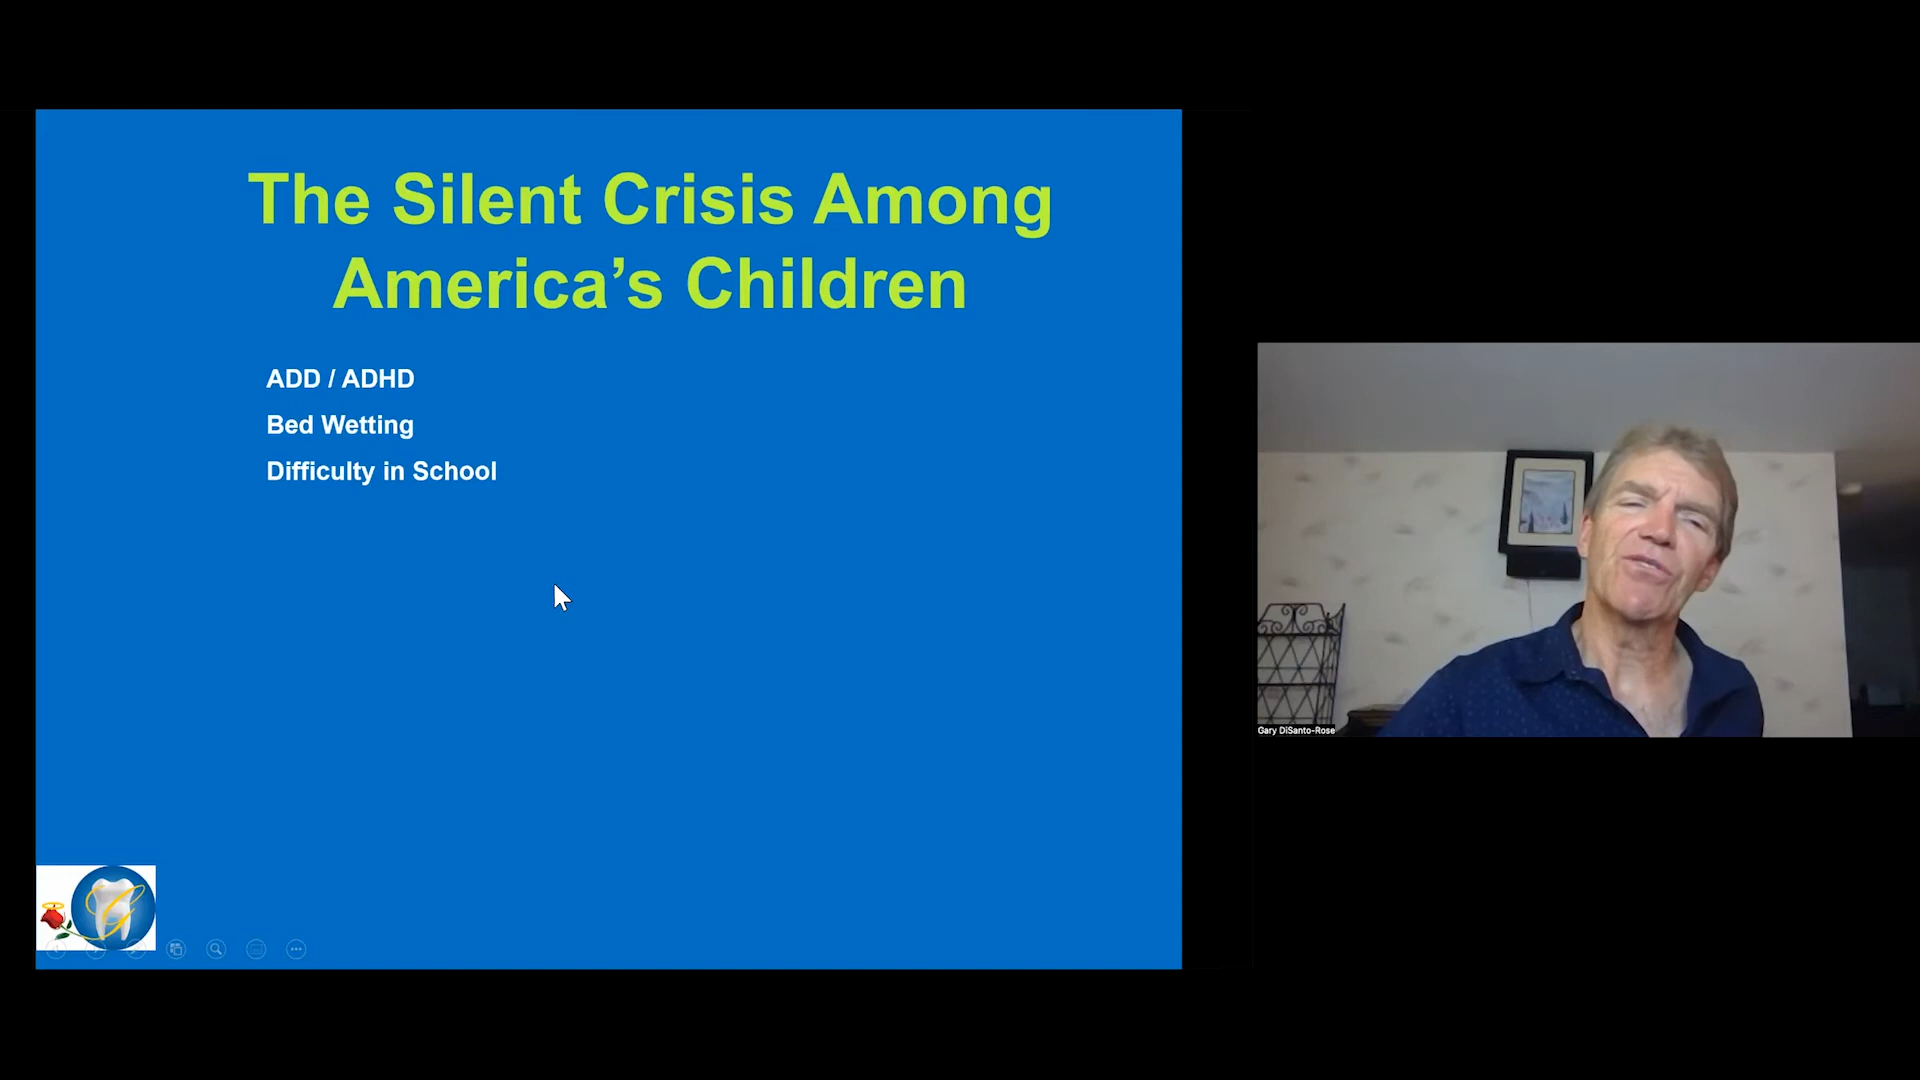 The Silent Crisis Among
America’s Children
ADD / ADHD
Bed Wetting
Difficulty in School
Gary DiSanto-Rose